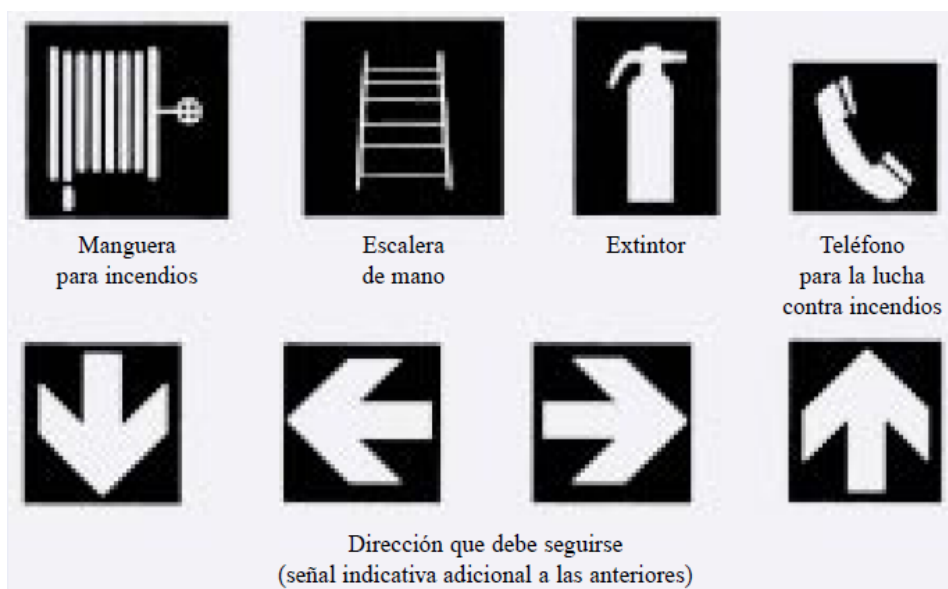 Manguera
para incendios
Escalera
de mano
Extintor
Teléfono
para la lucha
contra incendios
Dirección que debe seguirse
(señal indicativa adicional a las anteriores)